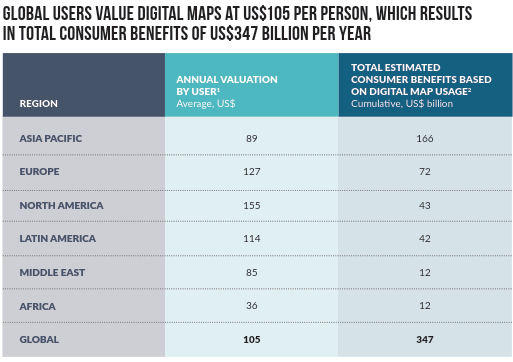 GLOBAL USERS VALUE DIGITAL MAPS AT US$105 PER PERSON, WHICH RESULTS
IN TOTAL CONSUMER BENEFITS OF US$347 BILLION PER YEAR
REGION
ANNUAL VALUATION
BY USER¹
Average, US$
TOTAL ESTIMATED
CONSUMER BENEFITS BASED
ON DIGITAL MAP USAGE²
Cumulative, US$ billion
ASIA PACIFIC 89 166
EUROPE 127 72
NORTH AMERICA 155 43
LATIN AMERICA 114 42
MIDDLE EAST 85 12
AFRICA 36 12
GLOBAL 105 347